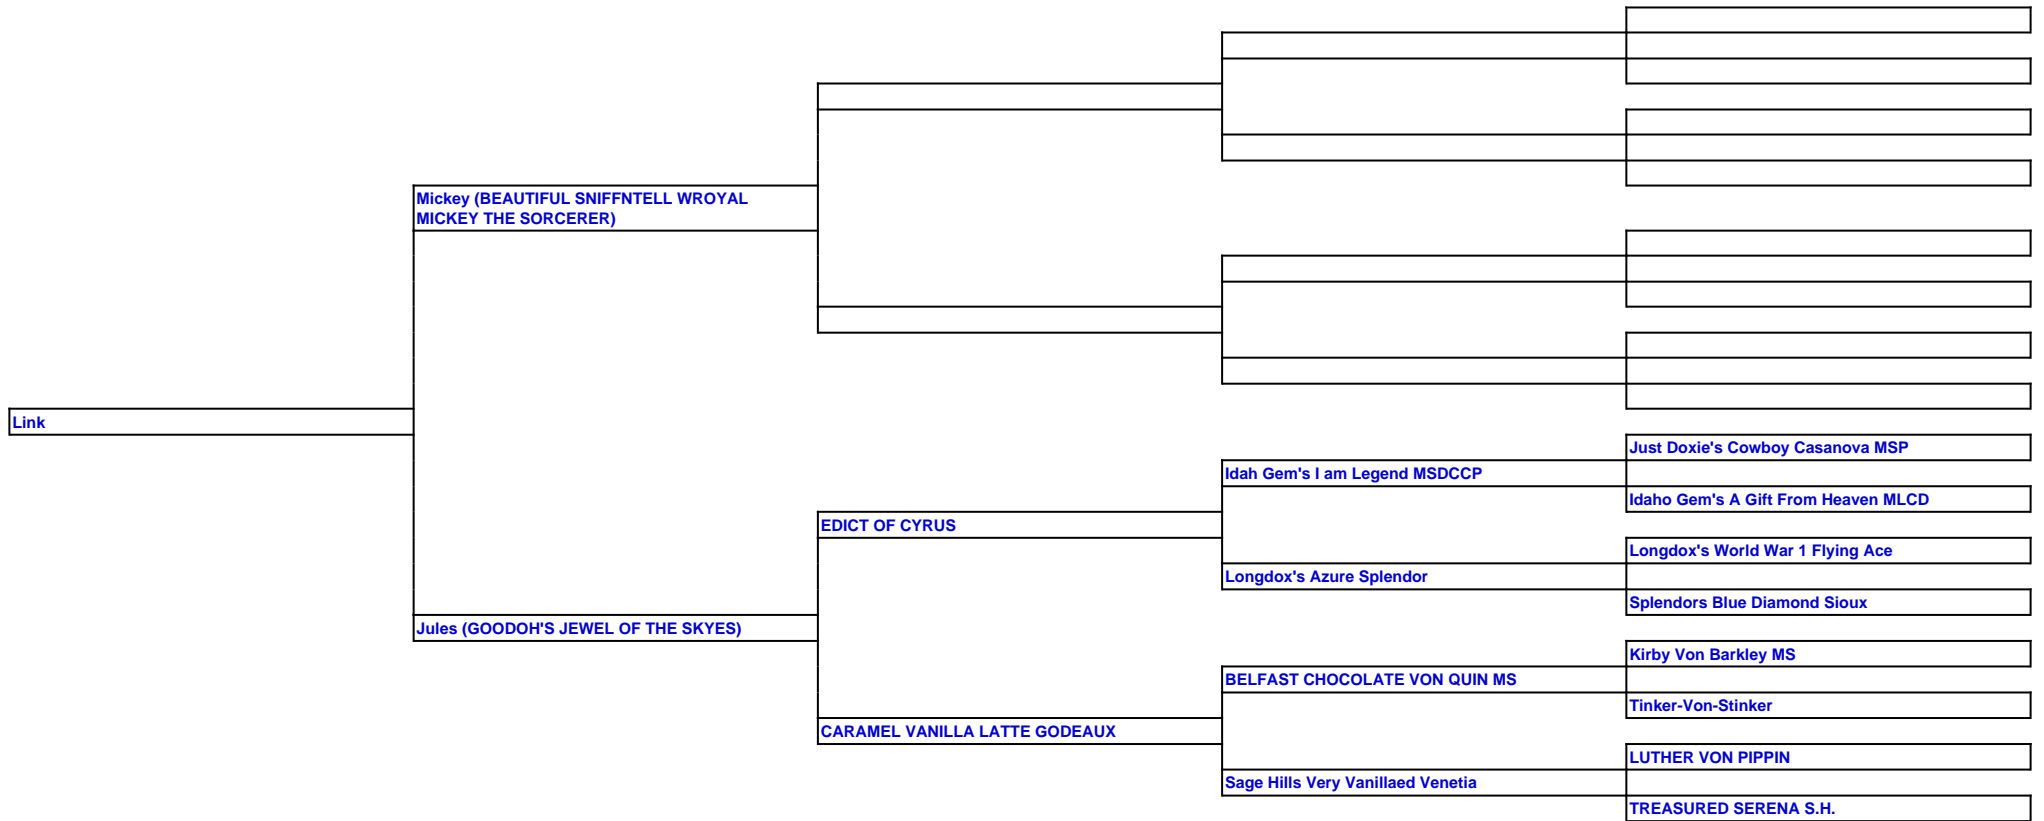 Mickey (BEAUTIFUL SNIFFNTELL WROYAL
MICKEY THE SORCERER)
Link
Just Doxie's Cowboy Casanova MSP
Idah Gem's I am Legend MSDCCP
Idaho Gem's A Gift From Heaven MLCD
EDICT OF CYRUS
Longdox's World War 1 Flying Ace
Longdox's Azure Splendor
Splendors Blue Diamond Sioux
Jules (GOODOH'S JEWEL OF THE SKYES)
Kirby Von Barkley MS
BELFAST CHOCOLATE VON QUIN MS
Tinker-Von-Stinker
CARAMEL VANILLA LATTE GODEAUX
LUTHER VON PIPPIN
Sage Hills Very Vanillaed Venetia
TREASURED SERENA S.H.